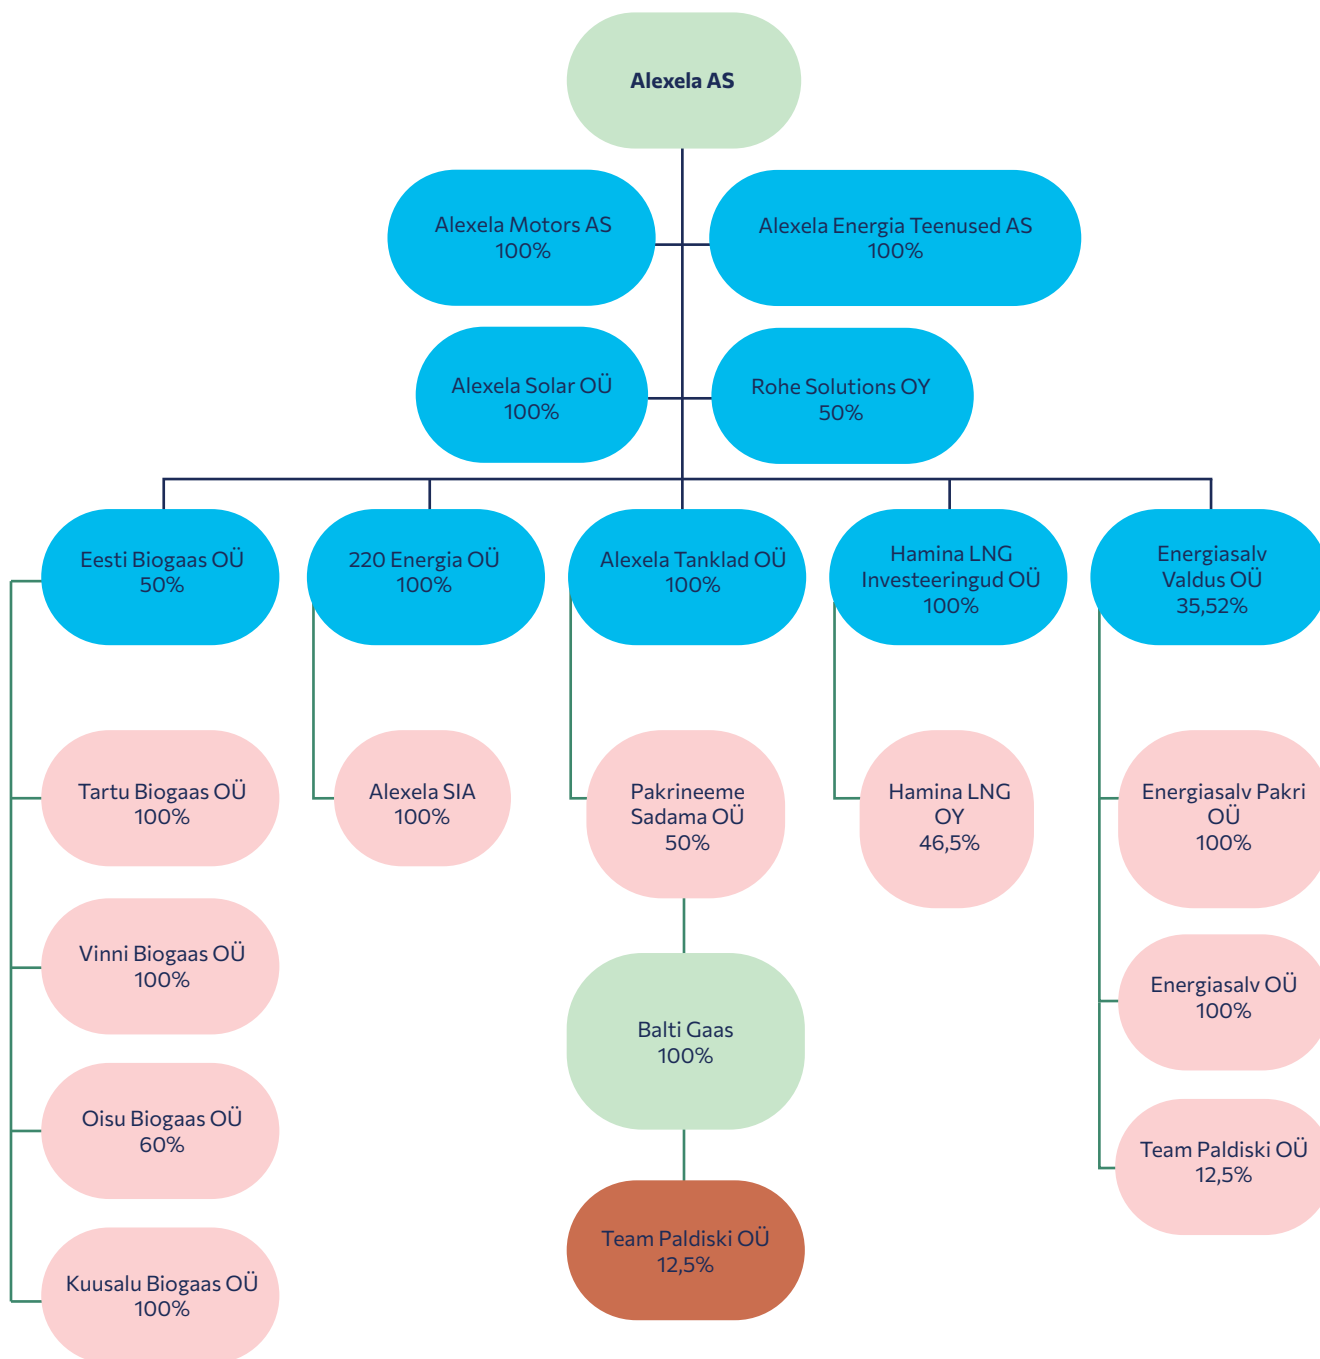 Alexela AS
Alexela Motors AS
100%
Alexela Energia Teenused AS
100%
Alexela Solar OÜ
100%
Rohe Solutions OY
50%
Eesti Biogaas OÜ
50%
220 Energia OÜ
100%
Alexela Tanklad OÜ
100%
Hamina LNG
Investeeringud OÜ
100%
Energiasalv
Valdus OÜ
35,52%
Tartu Biogaas OÜ
100%
Alexela SIA
100%
Pakrineeme
Sadama OÜ
50%
Hamina LNG
OY
46,5%
Energiasalv Pakri
OÜ
100%
Vinni Biogaas OÜ
100%
Balti Gaas
100%
Energiasalv OÜ
100%
Oisu Biogaas OÜ
60%
Team Paldiski OÜ
12,5%
Team Paldiski OÜ
12,5%
Kuusalu Biogaas OÜ
100%